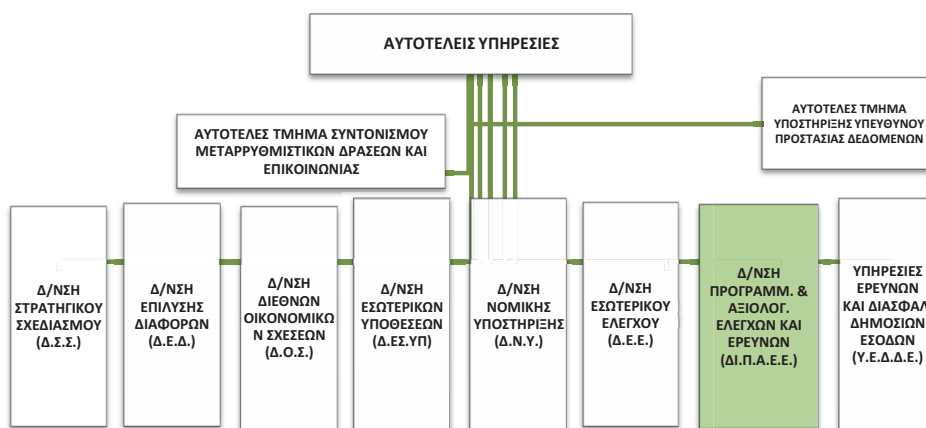 ΑΥΤΟΤΕΛΕΙΣ ΥΠΗΡΕΣΙΕΣ
ΑΥΤΟΤΕΛΕΣ ΤΜΗΜΑ ΣΥΝΤΟΝΙΣΜΟΥ
ΜΕΤΑΡΡΥΘΜΙΣΤΙΚΩΝ ΔΡΑΣΕΩΝ ΚΑΙ
ΕΠΙΚΟΙΝΩΝΙΑΣ
ΑΥΤΟΤΕΛΕΣ ΤΜΗΜΑ
ΥΠΟΣΤΗΡΙΞΗΣ ΥΠΕΥΘΥΝΟΥ
ΠΡΟΣΤΑΣΙΑΣ ΔΕΔΟΜΕΝΩΝ
Δ/ΝΣΗ
ΣΤΡΑΤΗΓΙΚΟΥ
ΣΧΕΔΙΑΣΜΟΥ
(Δ.Σ.Σ.)
Δ/ΝΣΗ
ΕΠΙΛΥΣΗΣ
ΔΙΑΦΟΡΩΝ
(Δ.Ε.Δ.)
Δ/ΝΣΗ
ΔΙΕΘΝΩΝ
ΟΙΚΟΝΟΜΙΚΩ
Ν ΣΧΕΣΕΩΝ
(Δ.Ο.Σ.)
Δ/ΝΣΗ
ΕΣΩΤΕΡΙΚΩΝ
ΥΠΟΘΕΣΕΩΝ
(Δ.ΕΣ.ΥΠ)
Δ/ΝΣΗ
ΝΟΜΙΚΗΣ
ΥΠΟΣΤΗΡΙΞΗΣ
(Δ.Ν.Υ.)
Δ/ΝΣΗ
ΕΣΩΤΕΡΙΚΟΥ
ΕΛΕΓΧΟΥ
(Δ.Ε.Ε.)
Δ/ΝΣΗ
ΠΡΟΓΡΑΜΜ. &
ΑΞΙΟΛΟΓ.
ΕΛΕΓΧΩΝ ΚΑΙ
ΕΡΕΥΝΩΝ
(ΔΙ.Π.Α.Ε.Ε.)
ΥΠΗΡΕΣΙΕΣ
ΕΡΕΥΝΩΝ
ΚΑΙ ΔΙΑΣΦΑΛ.
ΔΗΜΟΣΙΩΝ
ΕΣΟΔΩΝ
(Υ.Ε.Δ.Δ.Ε.)